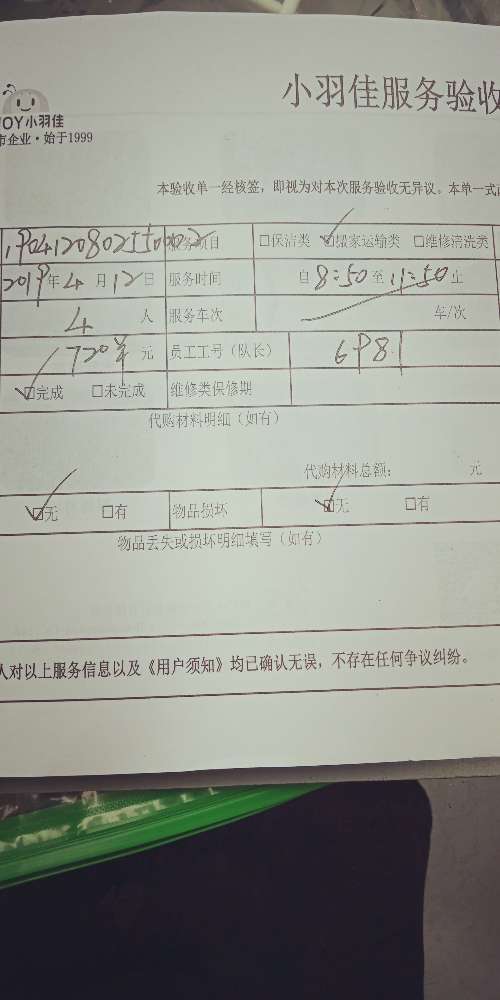 小羽佳服务验收
JOY小羽佳
市企业·始于1999
本验收单一经核签，即视为对本次服务验收无异议。本单一式
1904120802550002 服务项目 □保洁类 ☑搬家运输类 □维修清洗类
2019年4月12日 服务时间 自8:50至11:50止
4人 服务车次 车/次
720羊元 员工工号（队长） 6981
☑完成 □未完成 维修类保修期
代购材料明细（如有）
代购材料总额： 元
☑无 □有 物品损坏 ☑无 □有
物品丢失或损坏明细填写（如有）
人对以上服务信息以及《用户须知》均已确认无误，不存在任何争议纠纷。